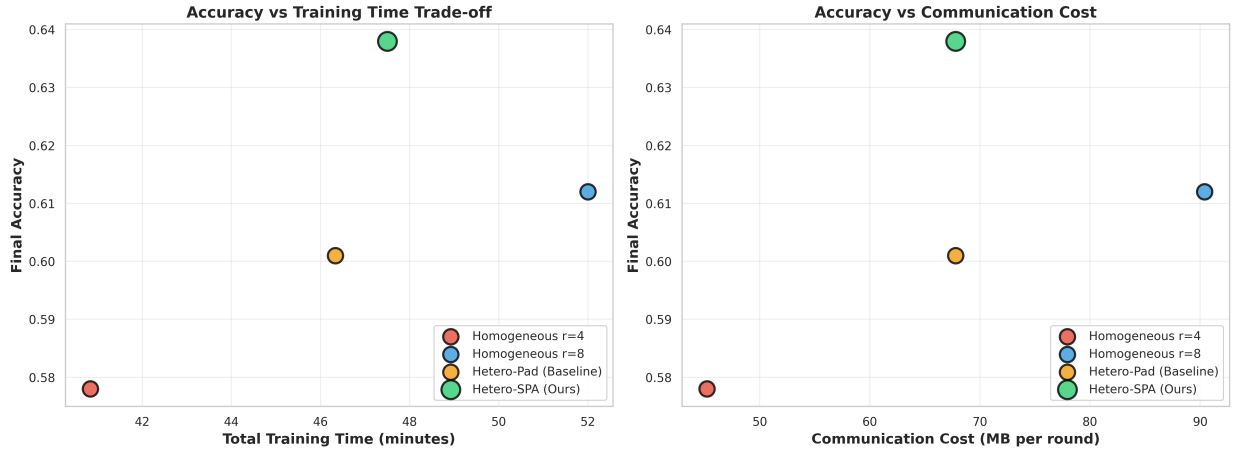 Accuracy vs Training Time Trade-off
0.64
0.63
0.62
0.61
0.60
0.59
0.58
Final Accuracy
42
44
46
48
50
52
Total Training Time (minutes)
Homogeneous r=4
Homogeneous r=8
Hetero-Pad (Baseline)
Hetero-SPA (Ours)
Accuracy vs Communication Cost
0.64
0.63
0.62
0.61
0.60
0.59
0.58
Final Accuracy
50
60
70
80
90
Communication Cost (MB per round)
Homogeneous r=4
Homogeneous r=8
Hetero-Pad (Baseline)
Hetero-SPA (Ours)